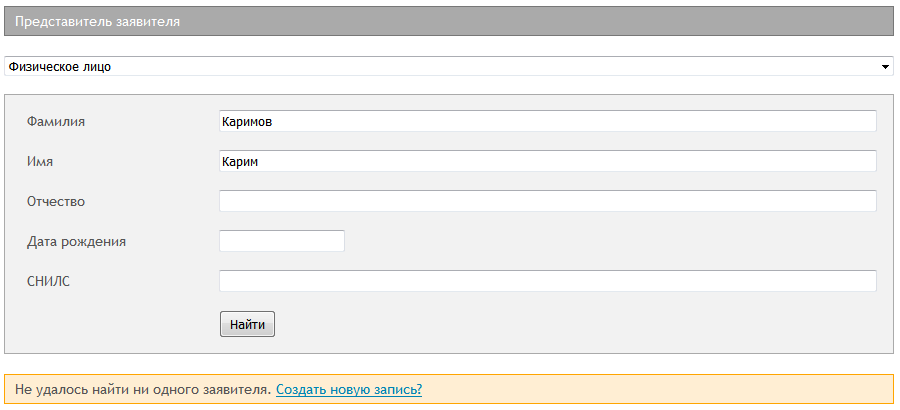 Представитель заявителя
Физическое лицо
Фамилия Каримов
Имя Карим
Отчество
Дата рождения
СНИЛС
Найти
Не удалось найти ни одного заявителя. Создать новую запись?